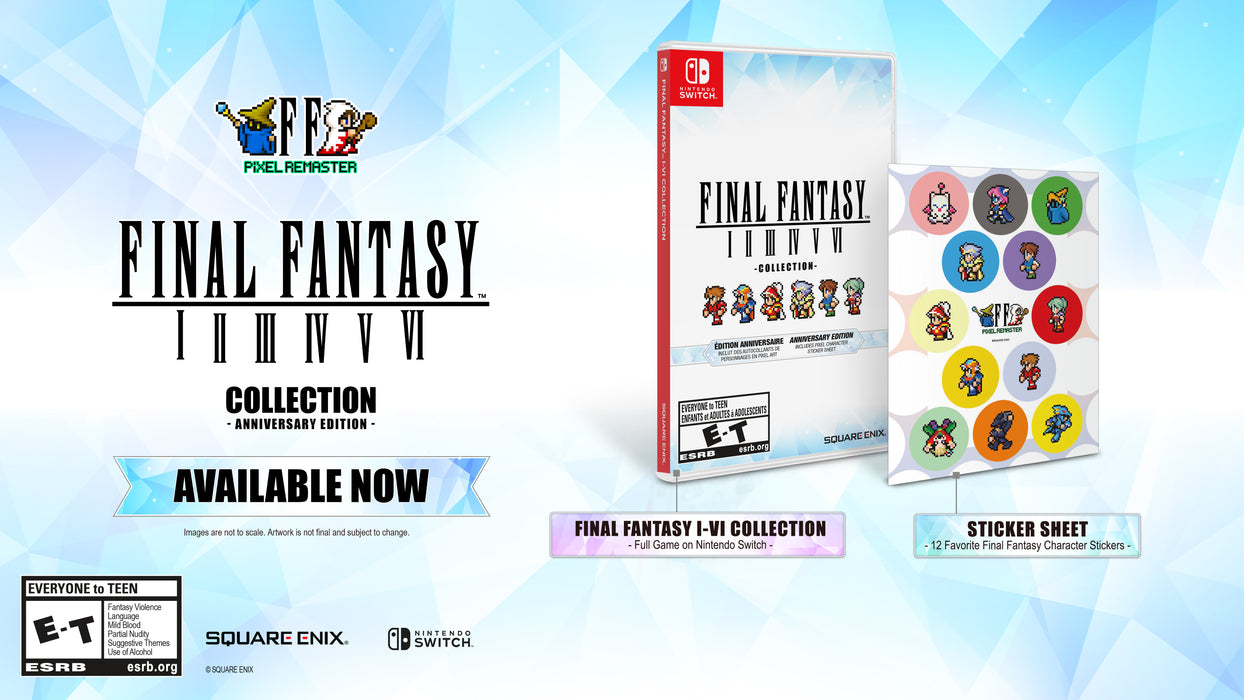 FF
PIXEL REMASTER
FINAL FANTASY™
I II III IV V VI
COLLECTION
- ANNIVERSARY EDITION -
AVAILABLE NOW
Images are not to scale. Artwork is not final and subject to change.
EVERYONE to TEEN
E-T
Fantasy Violence
Language
Mild Blood
Partial Nudity
Suggestive Themes
Use of Alcohol
ESRB
esrb.org
SQUARE ENIX®
NINTENDO
SWITCH™
© SQUARE ENIX
NINTENDO
SWITCH.
FINAL FANTASY™ I-VI COLLECTION
SQUARE ENIX.
FINAL FANTASY™
I II III IV V VI
-COLLECTION-
ÉDITION ANNIVERSAIRE
INCLUT DES AUTOCOLLANTS DE
PERSONNAGES EN PIXEL ART
ANNIVERSARY EDITION
INCLUDES PIXEL CHARACTER
STICKER SHEET
EVERYONE to TEEN
ENFANTS et ADULTES à ADOLESCENTS
E-T
ESRB
esrb.org
SQUARE ENIX.
FF
PIXEL REMASTER
FINAL FANTASY I-VI COLLECTION
- Full Game on Nintendo Switch -
STICKER SHEET
- 12 Favorite Final Fantasy Character Stickers -